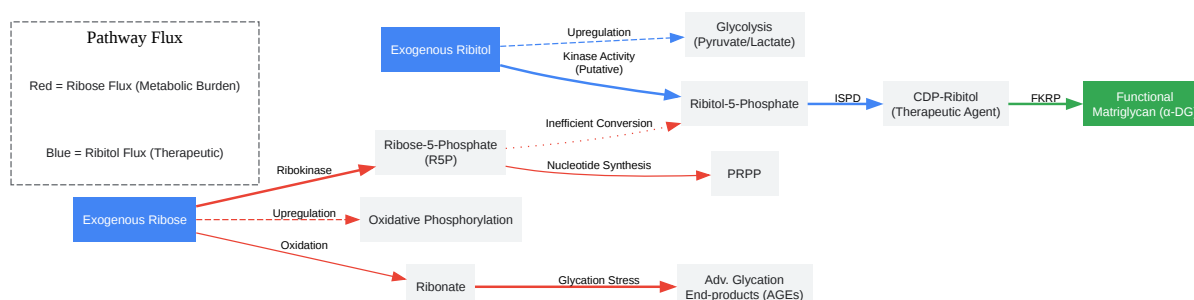 Pathway Flux
Red = Ribose Flux (Metabolic Burden)
Blue = Ribitol Flux (Therapeutic)
Exogenous Ribitol
Upregulation
Glycolysis
(Pyruvate/Lactate)
Kinase Activity
(Putative)
Ribitol-5-Phosphate
ISPD
CDP-Ribitol
(Therapeutic Agent)
FKRP
Functional
Matriglycan (α-DG
Inefficient Conversion
Ribose-5-Phosphate
(R5P)
Nucleotide Synthesis
PRPP
Ribokinase
Exogenous Ribose
Upregulation
Oxidative Phosphorylation
Oxidation
Ribonate
Glycation Stress
Adv. Glycation
End-products (AGEs)